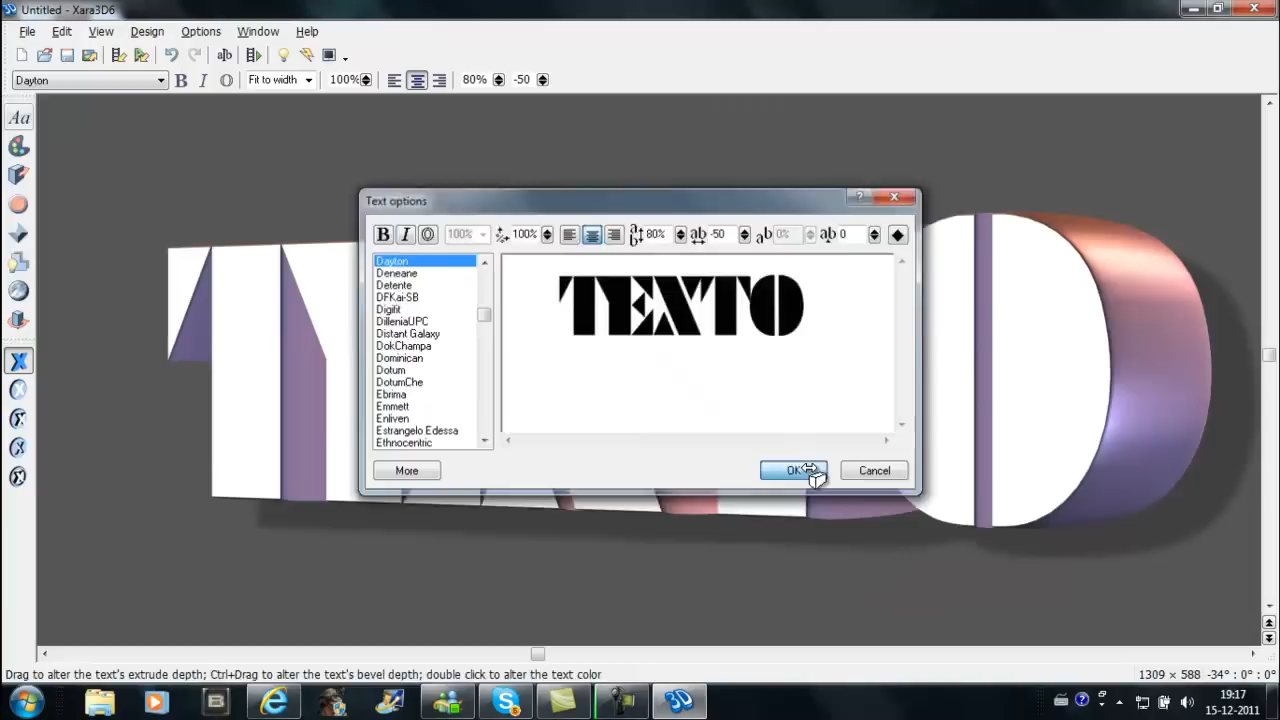 Untitled - Xara3D6
File Edit View Design Options Window Help
Dayton B I O Fit to width 100% 80% -50
Aa
Text options
B I O 100% 100% 80% ab -50 ab 0% ab 0
Dayton
Deneane
Detente
DFKai-SB
Digifit
DilleniaUPC
Distant Galaxy
DokChampa
Dominican
Dotum
DotumChe
Ebrima
Emmett
Enliven
Estrangelo Edessa
Ethnocentric
TEXTO
More OK Cancel
Drag to alter the text's extrude depth; Ctrl+Drag to alter the text's bevel depth; double click to alter the text color 1309 × 588 -34° : 0° : 0°
19:17
15-12-2011